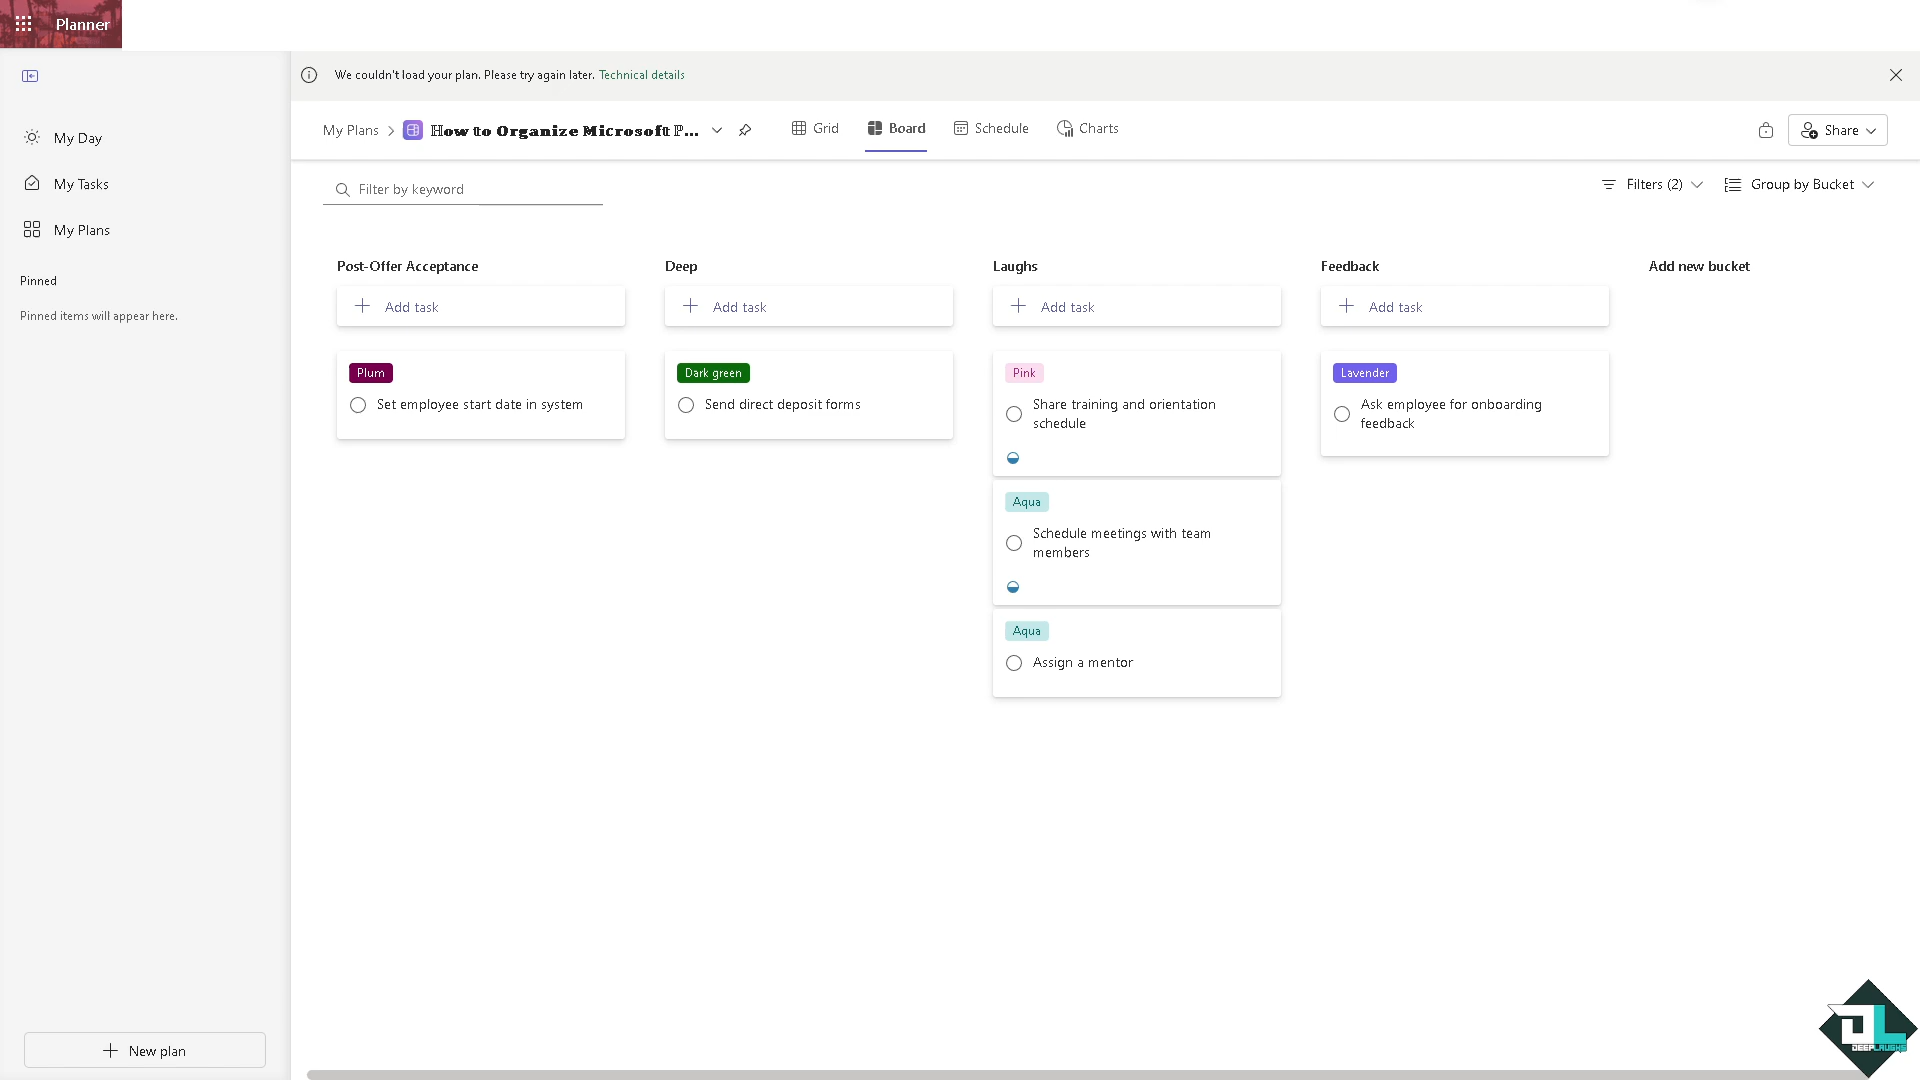 Planner
We couldn't load your plan. Please try again later. Technical details
My Day
My Tasks
My Plans
Pinned
Pinned items will appear here.
New plan
My Plans
How to Organize Microsoft P...
Grid
Board
Schedule
Charts
Share
Filter by keyword
Filters (2)
Group by Bucket
Post-Offer Acceptance
Add task
Plum
Set employee start date in system
Deep
Add task
Dark green
Send direct deposit forms
Laughs
Add task
Pink
Share training and orientation
schedule
Aqua
Schedule meetings with team
members
Aqua
Assign a mentor
Feedback
Add task
Lavender
Ask employee for onboarding
feedback
Add new bucket
DEEPLAUGHS